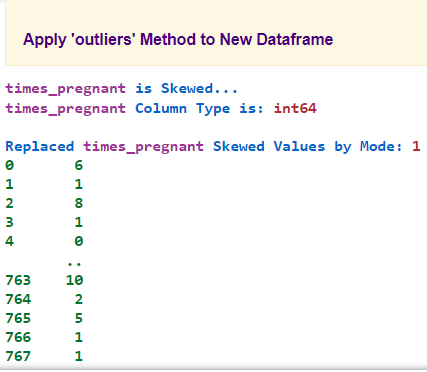 Apply 'outliers' Method to New Dataframe
times_pregnant is Skewed...
times_pregnant Column Type is: int64
Replaced times_pregnant Skewed Values by Mode: 1
0 6
1 1
2 8
3 1
4 0
..
763 10
764 2
765 5
766 1
767 1